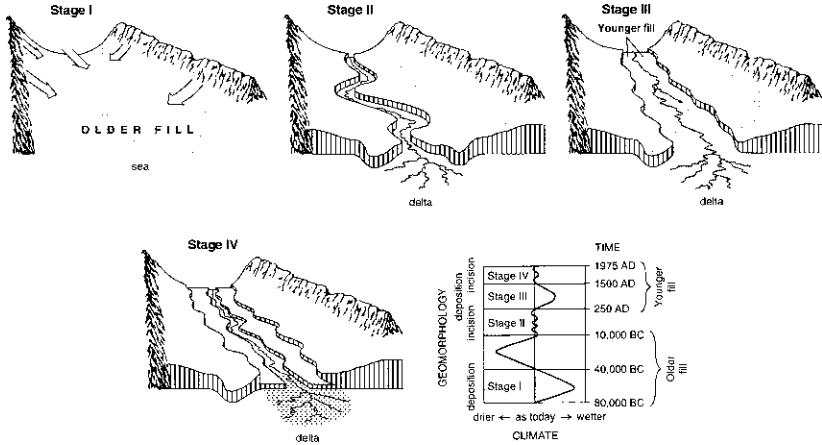 Stage I
OLDER FILL
sea
Stage II
delta
Stage III
Younger fill
delta
Stage IV
delta
TIME
1975 AD
1500 AD
250 AD
10,000 BC
40,000 BC
80,000 BC
Younger
fill
Older
fill
GEOMORPHOLOGY
deposition
incision
deposition
incision
Stage IV
Stage III
Stage II
Stage I
drier ← as today → wetter
CLIMATE